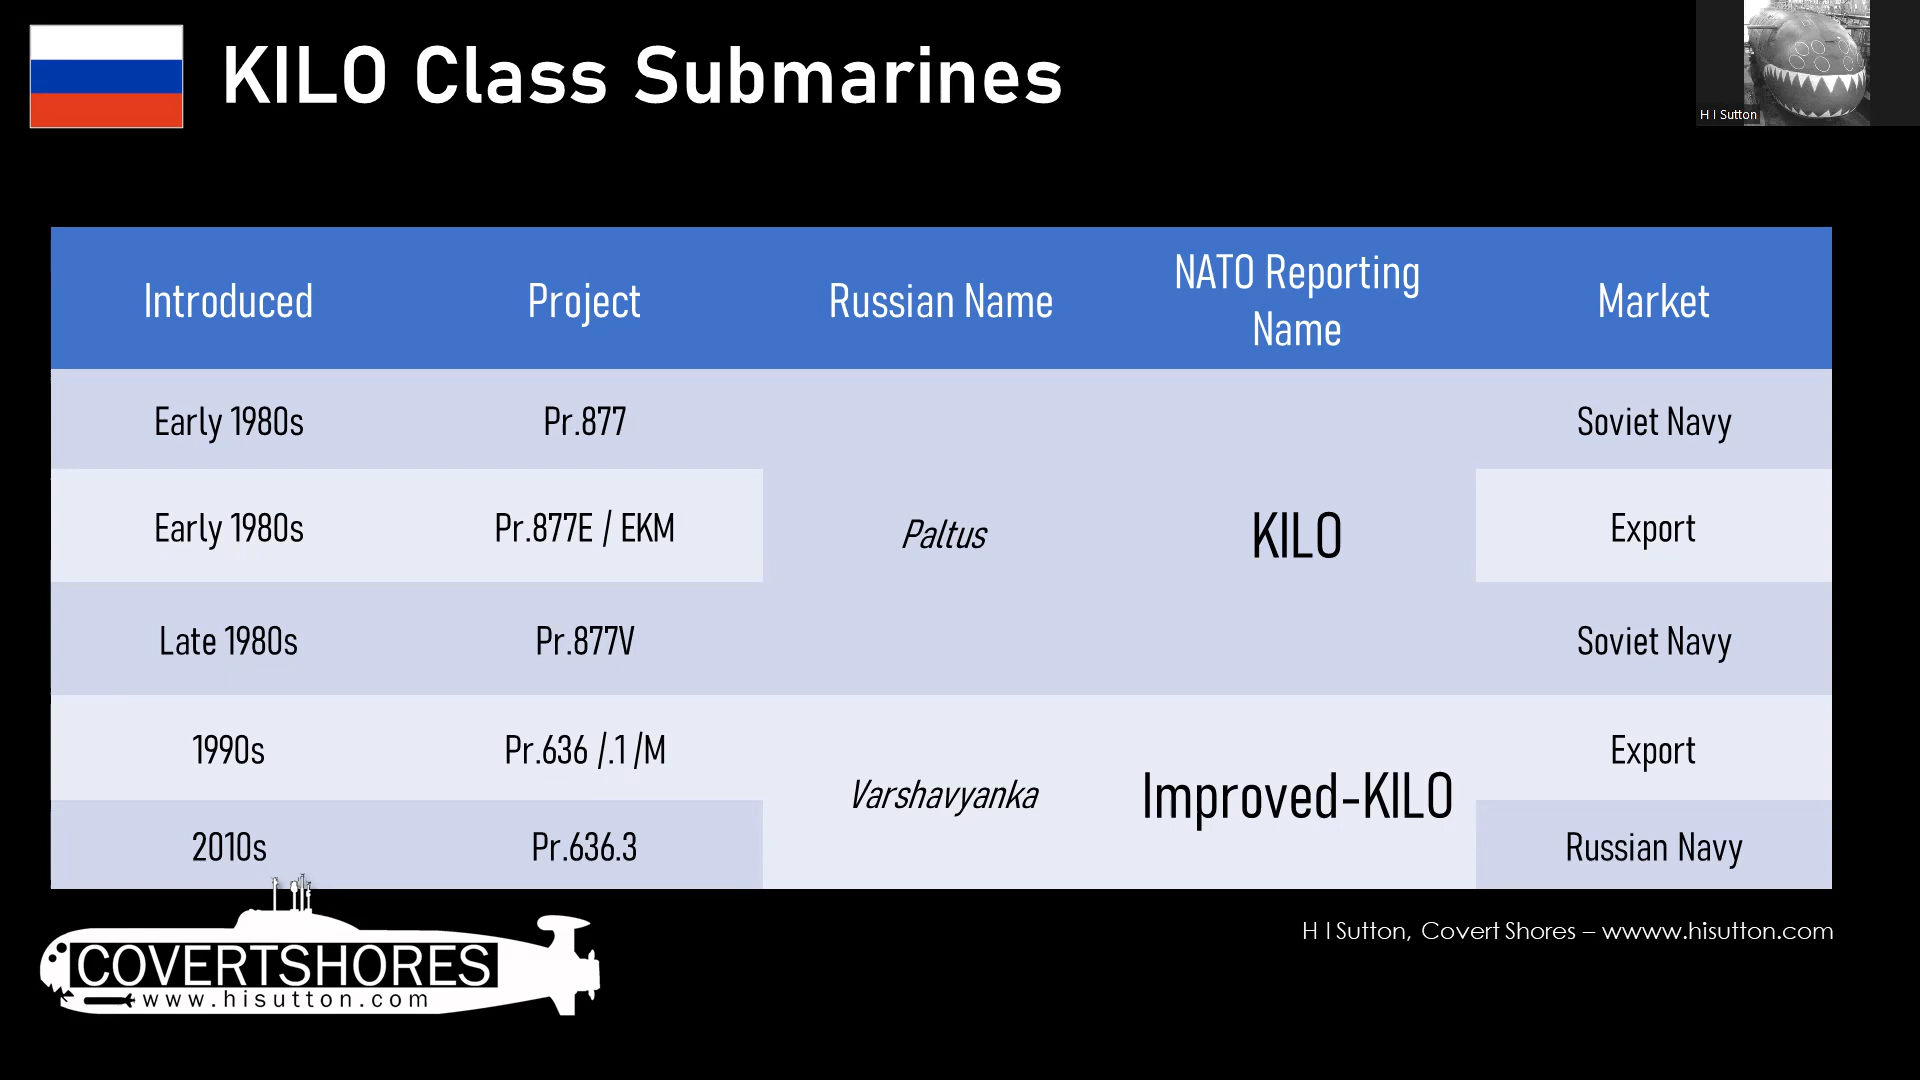 KILO Class Submarines
H I Sutton
Introduced
Project
Russian Name
NATO Reporting
Name
Market
Early 1980s
Pr.877
Soviet Navy
Early 1980s
Pr.877E / EKM
Paltus
KILO
Export
Late 1980s
Pr.877V
Soviet Navy
1990s
Pr.636 /.1 /M
Export
Varshavyanka
Improved-KILO
2010s
Pr.636.3
Russian Navy
H I Sutton, Covert Shores – wwww.hisutton.com
COVERTSHORES
www.hisutton.com